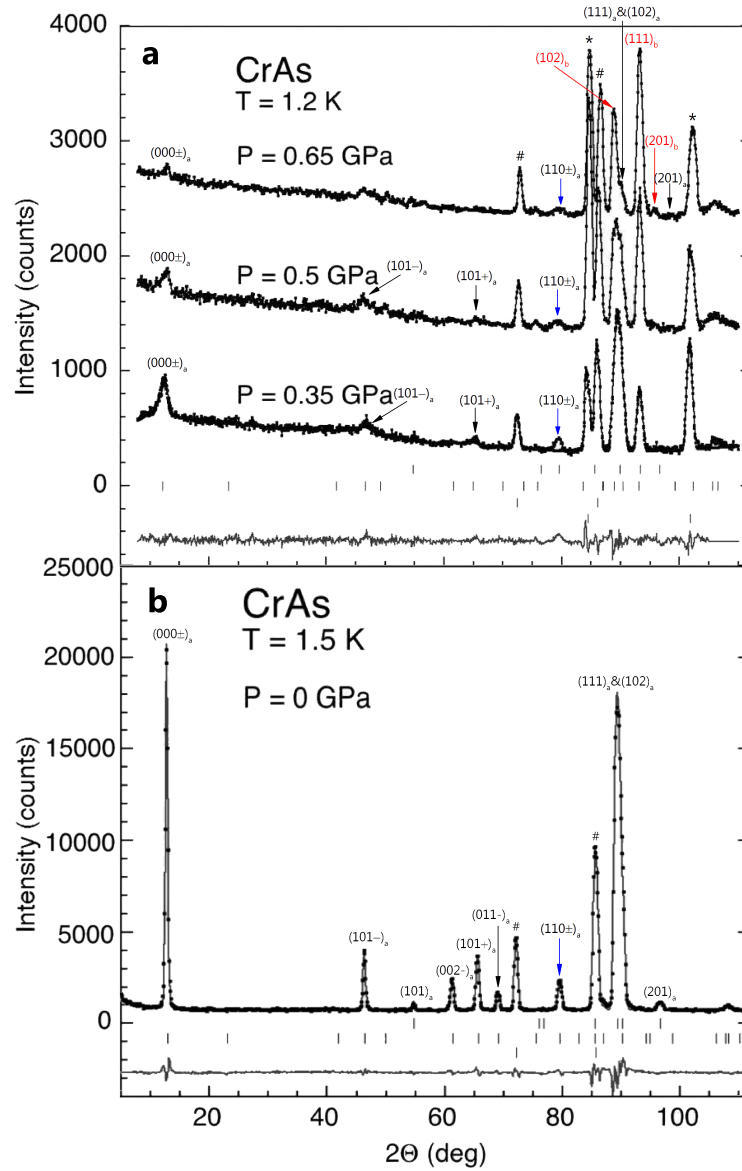 a
CrAs
T = 1.2 K
P = 0.65 GPa
P = 0.5 GPa
P = 0.35 GPa
(111)ₐ&(102)ₐ
(111)b
(102)b
(201)b
(201)ₐ
*
#
*
#
(000±)ₐ
(110±)ₐ
(000±)ₐ
(101−)ₐ
(101+)ₐ
(110±)ₐ
(000±)ₐ
(101−)ₐ
(101+)ₐ
(110±)ₐ
4000
3000
2000
1000
0
Intensity (counts)
b
CrAs
T = 1.5 K
P = 0 GPa
(000±)ₐ
(101−)ₐ
(101)ₐ
(002-)ₐ
(101+)ₐ
(011-)ₐ
#
(110±)ₐ
#
(111)ₐ&(102)ₐ
(201)ₐ
25000
20000
15000
10000
5000
0
Intensity (counts)
20 40 60 80 100
2Θ (deg)